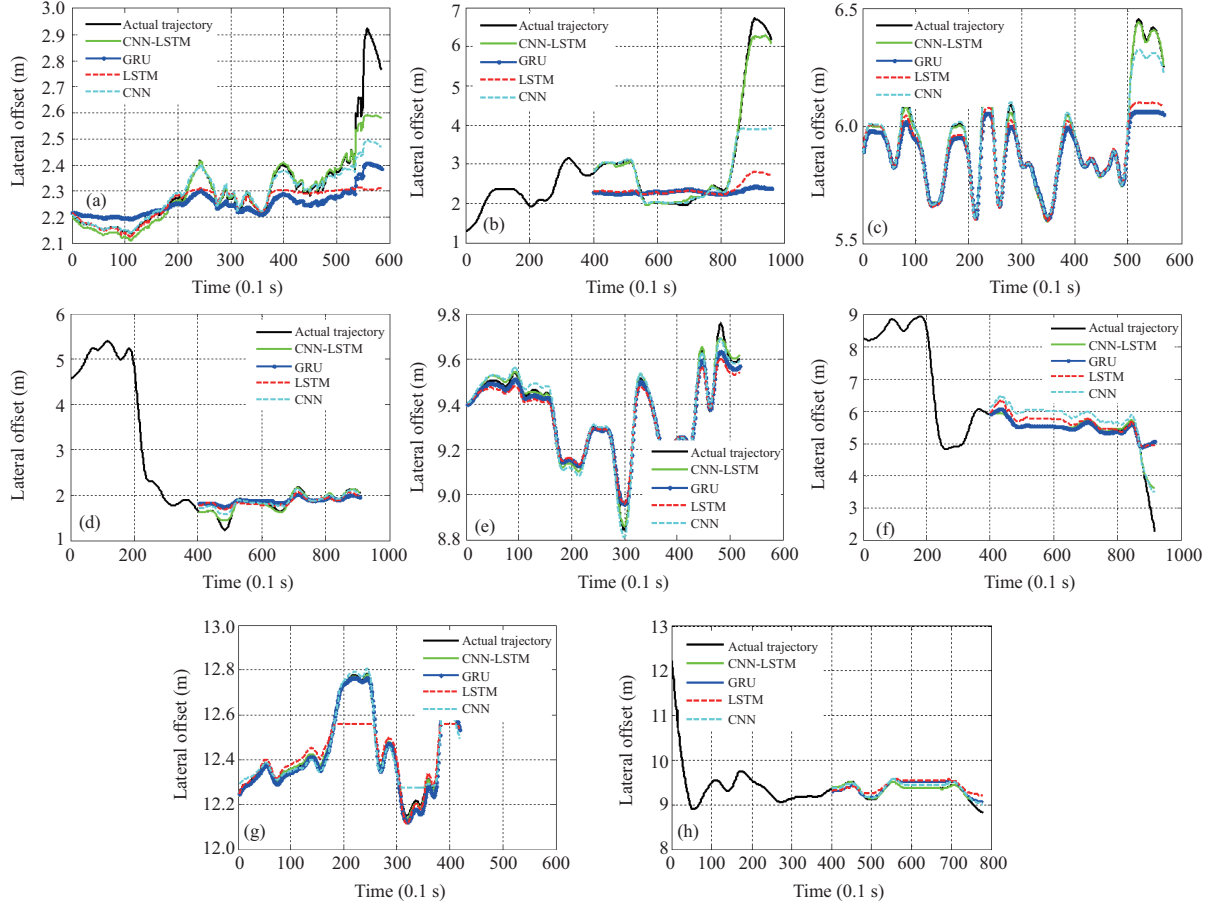 Actual trajectory
CNN-LSTM
GRU
LSTM
CNN
3.0
2.9
2.8
2.7
2.6
2.5
2.4
2.3
2.2
2.1
0 100 200 300 400 500 600
Lateral offset (m)
Time (0.1 s)
(a)
Actual trajectory
CNN-LSTM
GRU
LSTM
CNN
7
6
5
4
3
2
1
0 200 400 600 800 1000
Lateral offset (m)
Time (0.1 s)
(b)
Actual trajectory
CNN-LSTM
GRU
LSTM
CNN
6.5
6.0
5.5
0 100 200 300 400 500 600
Lateral offset (m)
Time (0.1 s)
(c)
Actual trajectory
CNN-LSTM
GRU
LSTM
CNN
6
5
4
3
2
1
0 200 400 600 800 1000
Lateral offset (m)
Time (0.1 s)
(d)
9.8
9.6
9.4
9.2
9.0
8.8
Actual trajectory
CNN-LSTM
GRU
LSTM
CNN
0 100 200 300 400 500 600
Lateral offset (m)
Time (0.1 s)
(e)
Actual trajectory
CNN-LSTM
GRU
LSTM
CNN
9
8
7
6
5
4
3
2
0 200 400 600 800 1000
Lateral offset (m)
Time (0.1 s)
(f)
Actual trajectory
CNN-LSTM
GRU
LSTM
CNN
13.0
12.8
12.6
12.4
12.2
12.0
0 100 200 300 400 500 600
Lateral offset (m)
Time (0.1 s)
(g)
Actual trajectory
CNN-LSTM
GRU
LSTM
CNN
13
12
11
10
9
8
0 100 200 300 400 500 600 700 800
Lateral offset (m)
Time (0.1 s)
(h)